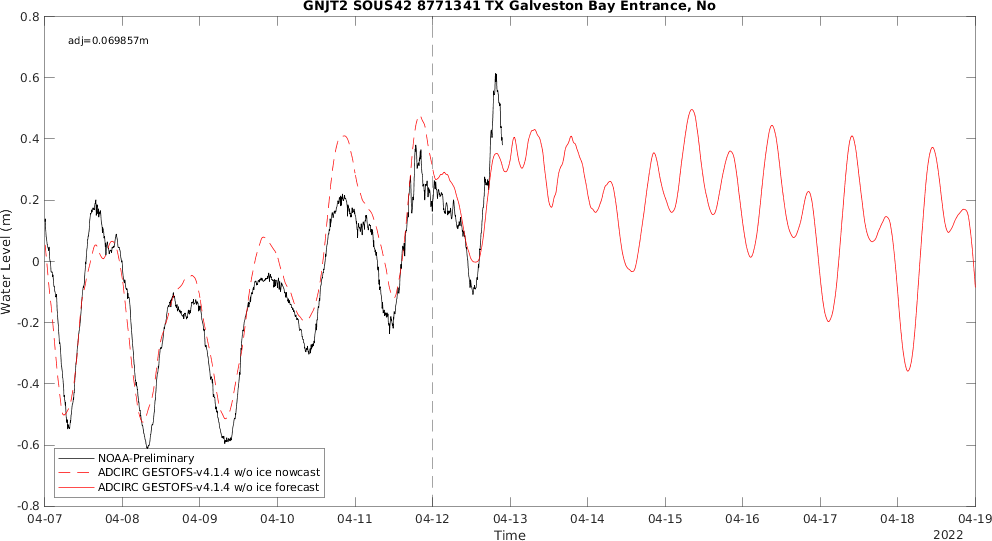 GNJT2 SOUS42 8771341 TX Galveston Bay Entrance, No
adj=0.069857m
0.8
0.6
0.4
0.2
0
-0.2
-0.4
-0.6
-0.8
Water Level (m)
NOAA-Preliminary
ADCIRC GESTOFS-v4.1.4 w/o ice nowcast
ADCIRC GESTOFS-v4.1.4 w/o ice forecast
04-07 04-08 04-09 04-10 04-11 04-12 04-13 04-14 04-15 04-16 04-17 04-18 04-19
Time
2022